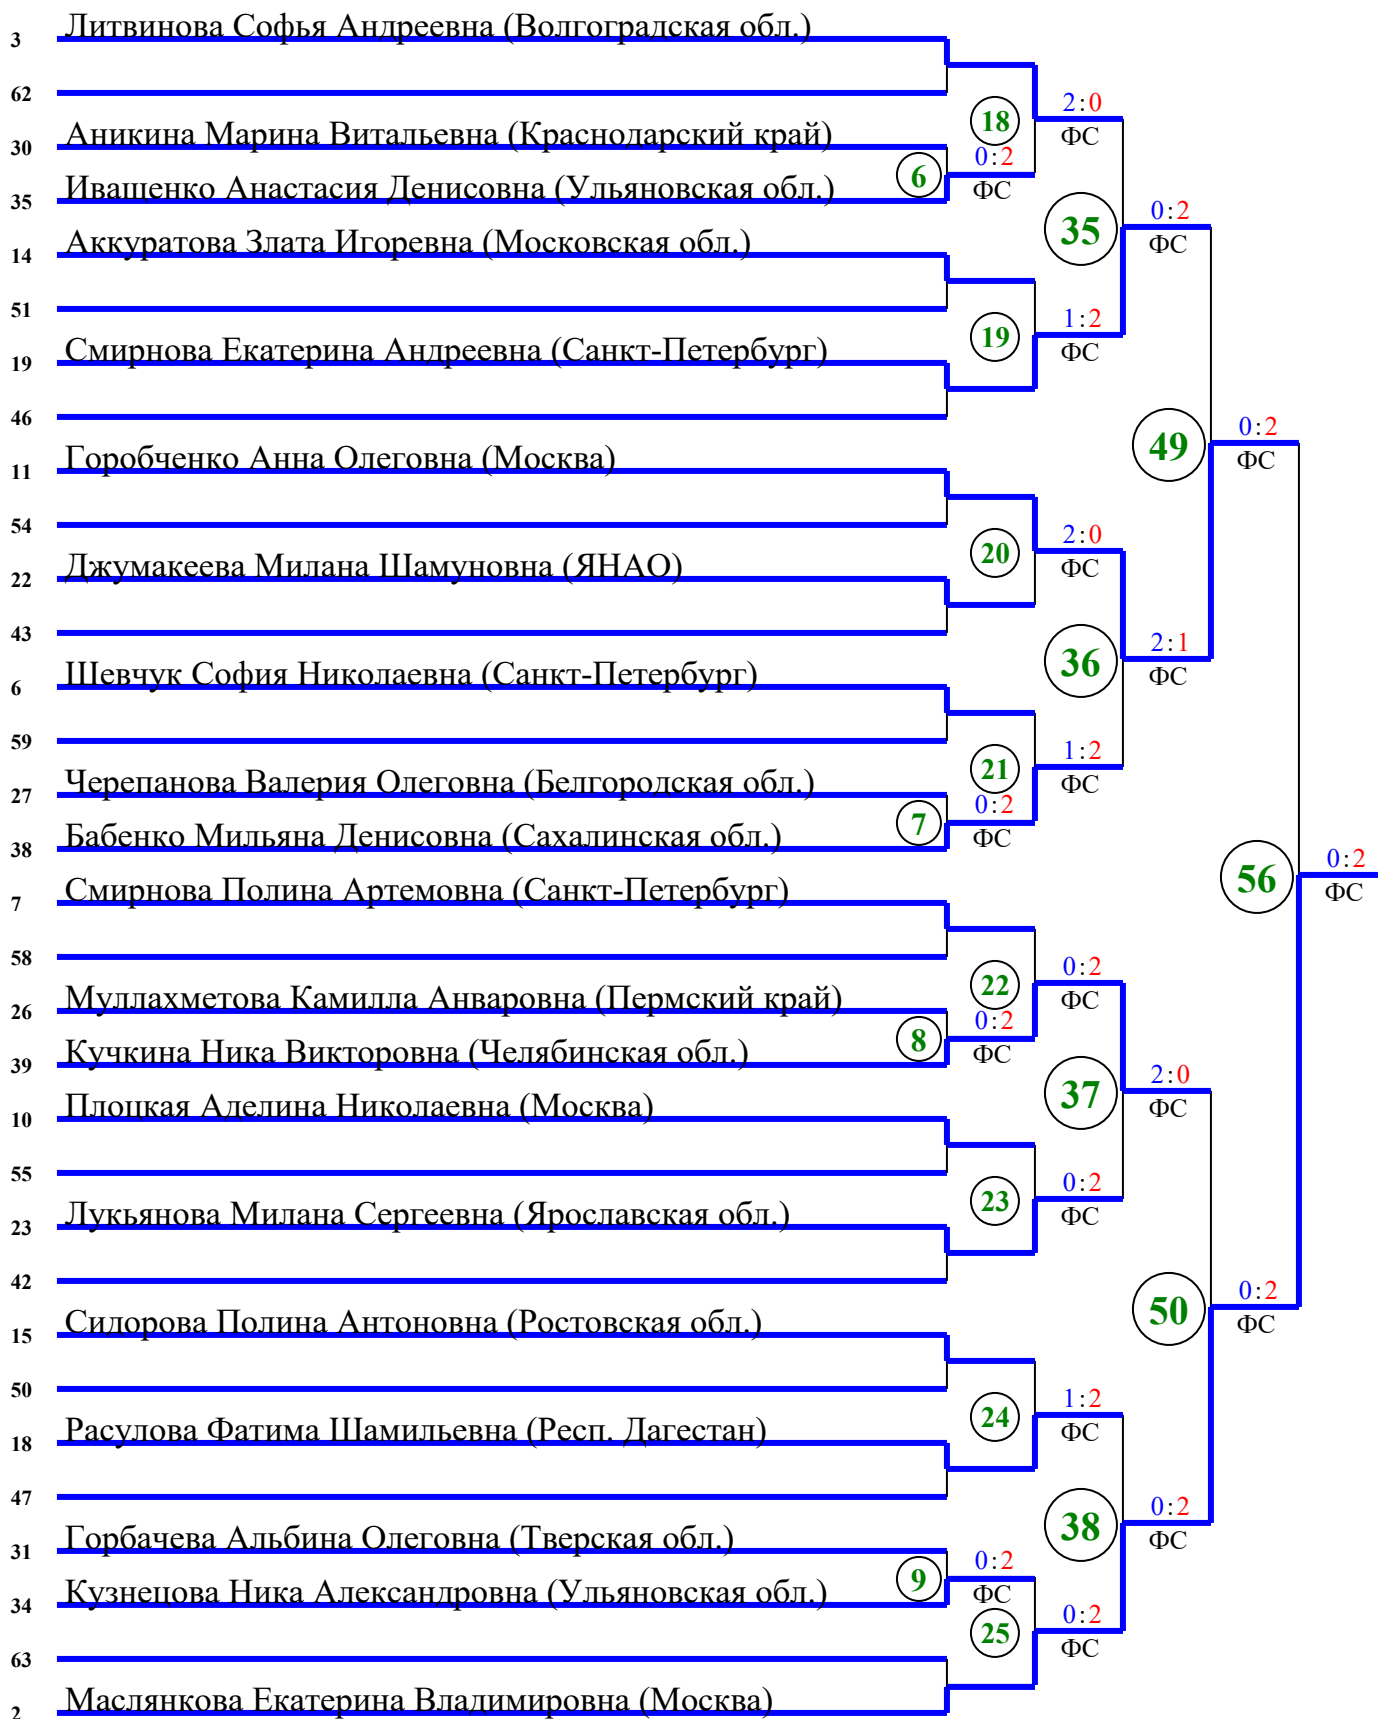 3 Литвинова Софья Андреевна (Волгоградская обл.)
62
18 2:0
ФС
30 Аникина Марина Витальевна (Краснодарский край)
6 0:2
ФС
35 Иващенко Анастасия Денисовна (Ульяновская обл.)
35 0:2
ФС
14 Аккуратова Злата Игоревна (Московская обл.)
51
19 1:2
ФС
19 Смирнова Екатерина Андреевна (Санкт-Петербург)
46
49 0:2
ФС
11 Горобченко Анна Олеговна (Москва)
54
20 2:0
ФС
22 Джумакеева Милана Шамуновна (ЯНАО)
43
36 2:1
ФС
6 Шевчук София Николаевна (Санкт-Петербург)
59
21 1:2
ФС
27 Черепанова Валерия Олеговна (Белгородская обл.)
7 0:2
ФС
38 Бабенко Мильяна Денисовна (Сахалинская обл.)
56 0:2
ФС
7 Смирнова Полина Артемовна (Санкт-Петербург)
58
22 0:2
ФС
26 Муллахметова Камилла Анваровна (Пермский край)
8 0:2
ФС
39 Кучкина Ника Викторовна (Челябинская обл.)
37 2:0
ФС
10 Плоцкая Аделина Николаевна (Москва)
55
23 0:2
ФС
23 Лукьянова Милана Сергеевна (Ярославская обл.)
42
50 0:2
ФС
15 Сидорова Полина Антоновна (Ростовская обл.)
50
24 1:2
ФС
18 Расулова Фатима Шамильевна (Респ. Дагестан)
47
38 0:2
ФС
31 Горбачева Альбина Олеговна (Тверская обл.)
9 0:2
ФС
34 Кузнецова Ника Александровна (Ульяновская обл.)
25 0:2
ФС
63
2 Маслянкова Екатерина Владимировна (Москва)